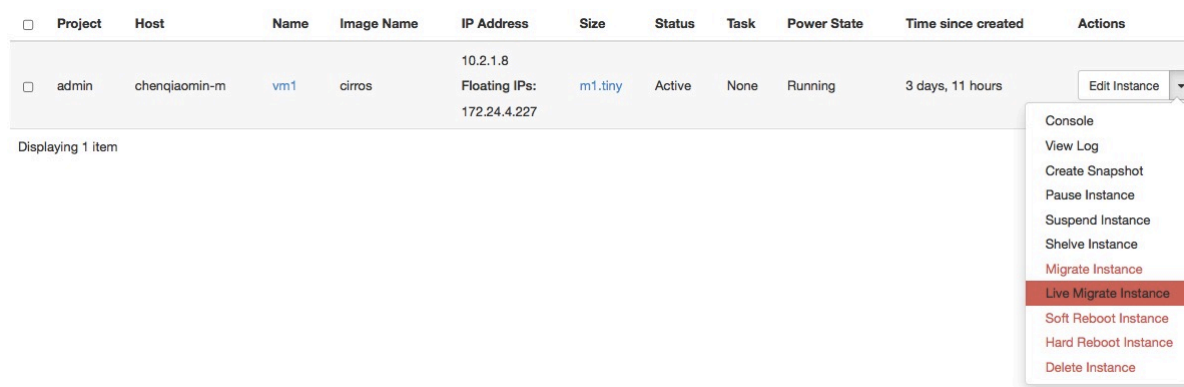 Project Host Name Image Name IP Address Size Status Task Power State Time since created Actions
10.2.1.8
admin chenqiaomin-m vm1 cirros Floating IPs: m1.tiny Active None Running 3 days, 11 hours Edit Instance
172.24.4.227
Displaying 1 item
Console
View Log
Create Snapshot
Pause Instance
Suspend Instance
Shelve Instance
Migrate Instance
Live Migrate Instance
Soft Reboot Instance
Hard Reboot Instance
Delete Instance